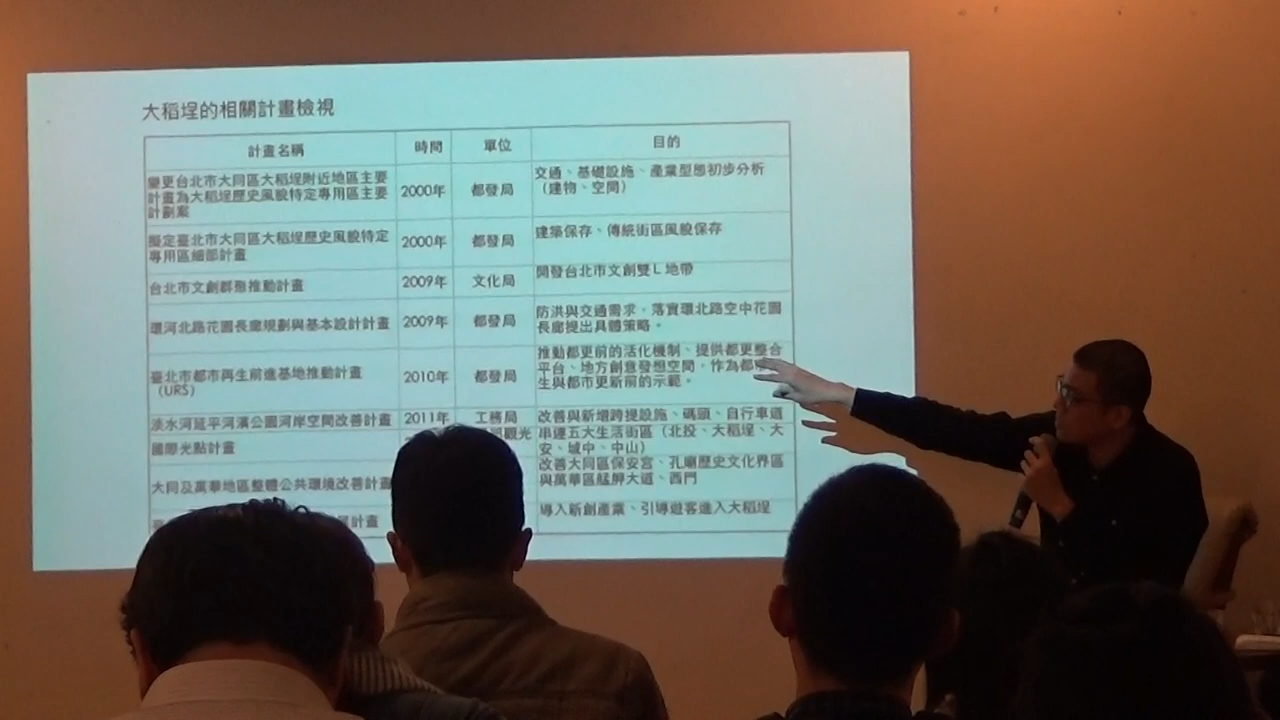 大稻埕的相關計畫檢視
計畫名稱 時間 單位 目的
變更台北市大同區大稻埕附近地區主要
計畫為大稻埕歷史風貌特定專用區主要
計劃案
2000年 都發局
交通、基礎設施、產業型態初步分析
（建物、空間）
擬定臺北市大同區大稻埕歷史風貌特定
專用區細部計畫
2000年 都發局
建築保存、傳統街區風貌保存
台北市文創群聚推動計畫 2009年 文化局 開發台北市文創雙L地帶
環河北路花園長廊規劃與基本設計計畫 2009年 都發局
防洪與交通需求，落實環北路空中花園
長廊提出具體策略。
臺北市都市再生前進基地推動計畫
（URS）
2010年 都發局
推動都更前的活化機制、提供都更整合
平台、地方創意發想空間，作為都
生與都市更新前的示範。
淡水河延平河濱公園河岸空間改善計畫 2011年 工務局 改善與新增跨堤設施、碼頭、自行車道
國際光點計畫 觀光
串連五大生活街區（北投、大稻埕、大
安、城中、中山）
大同及萬華地區整體公共環境改善計畫
改善大同區保安宮、孔廟歷史文化界區
與萬華區艋舺大道、西門
計畫 導入新創產業、引導遊客進入大稻埕